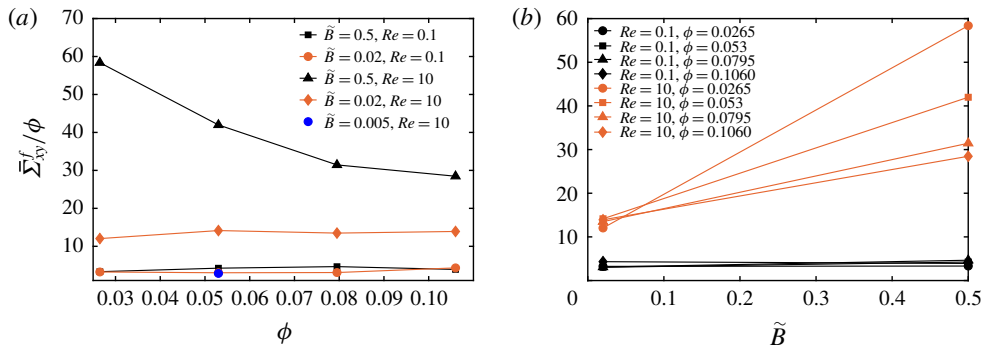 (a)
70
60
50
40
30
20
10
0.03 0.04 0.05 0.06 0.07 0.08 0.09 0.10
ϕ
Σ̄ᶠₓᵧ/ϕ
B̃ = 0.5, Re = 0.1
B̃ = 0.02, Re = 0.1
B̃ = 0.5, Re = 10
B̃ = 0.02, Re = 10
B̃ = 0.005, Re = 10
(b)
60
50
40
30
20
10
0 0.1 0.2 0.3 0.4 0.5
B̃
Re = 0.1, ϕ = 0.0265
Re = 0.1, ϕ = 0.053
Re = 0.1, ϕ = 0.0795
Re = 0.1, ϕ = 0.1060
Re = 10, ϕ = 0.0265
Re = 10, ϕ = 0.053
Re = 10, ϕ = 0.0795
Re = 10, ϕ = 0.1060